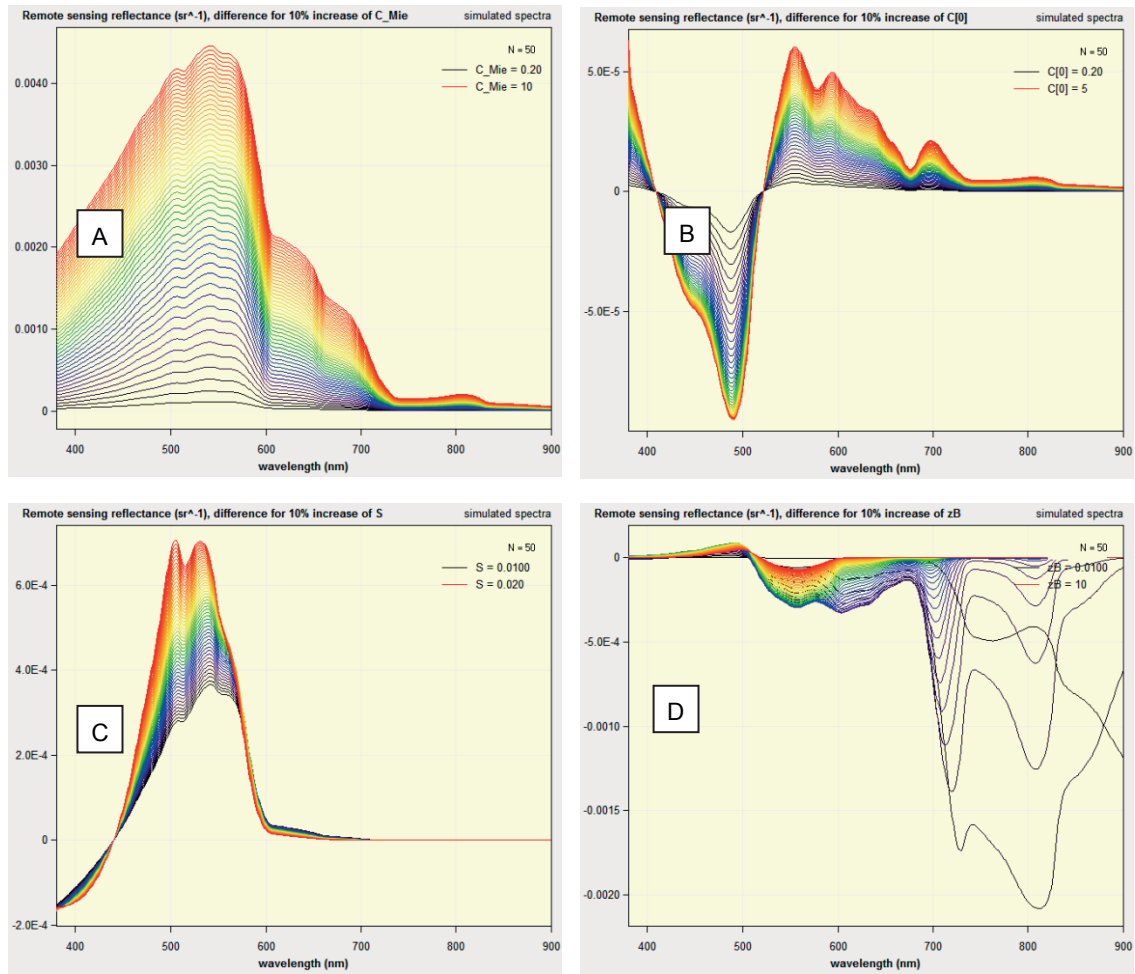 Remote sensing reflectance (sr^-1), difference for 10% increase of C_Mie simulated spectra
N = 50
C_Mie = 0.20
C_Mie = 10
0.0040
0.0030
0.0020
0.0010
0
A
400 500 600 700 800 900
wavelength (nm)
Remote sensing reflectance (sr^-1), difference for 10% increase of C[0] simulated spectra
N = 50
C[0] = 0.20
C[0] = 5
5.0E-5
0
-5.0E-5
B
400 500 600 700 800 900
wavelength (nm)
Remote sensing reflectance (sr^-1), difference for 10% increase of S simulated spectra
N = 50
S = 0.0100
S = 0.020
6.0E-4
4.0E-4
2.0E-4
0
-2.0E-4
C
400 500 600 700 800 900
wavelength (nm)
Remote sensing reflectance (sr^-1), difference for 10% increase of zB simulated spectra
N = 50
zB = 0.0100
zB = 10
0
-5.0E-4
-0.0010
-0.0015
-0.0020
D
400 500 600 700 800 900
wavelength (nm)